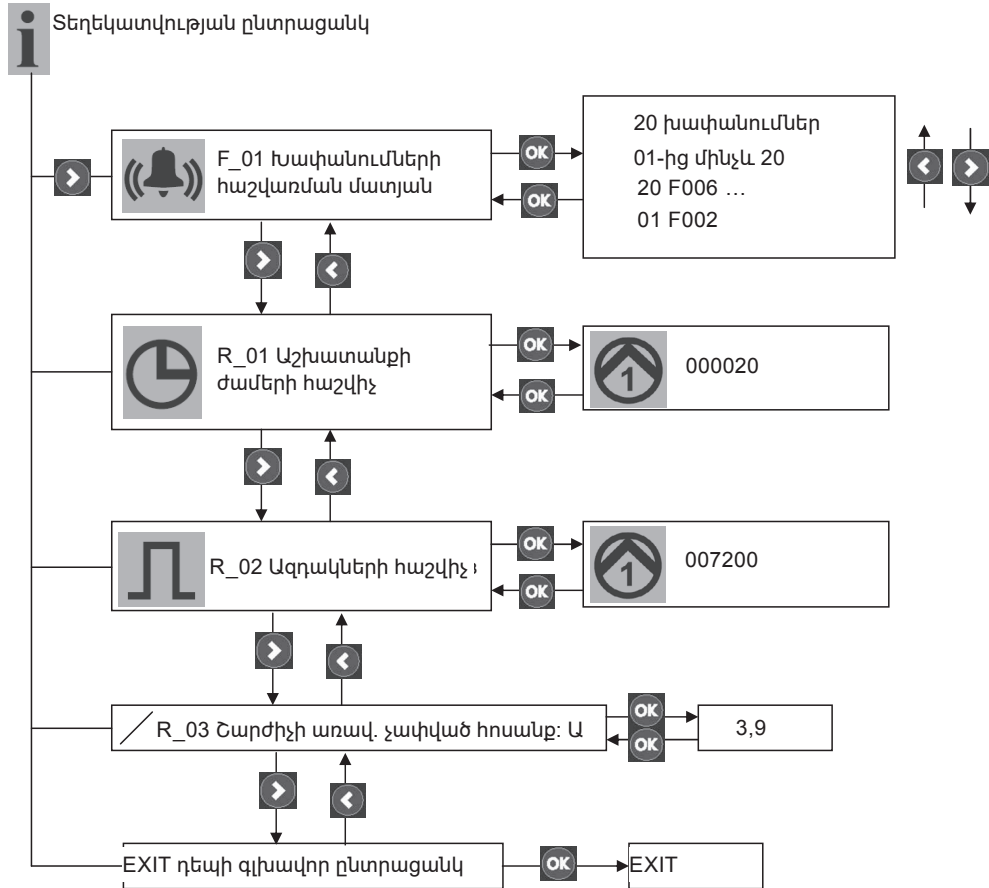 Տեղեկատվության ընտրացանկ
F_01 Խափանումների
հաշվառման մատյան
OK
OK
20 խափանումներ
01-ից մինչև 20
20 F006 …
01 F002
R_01 Աշխատանքի
ժամերի հաշվիչ
OK
OK
1
000020
R_02 Ազդակների հաշվիչ
OK
OK
1
007200
R_03 Շարժիչի առավ. չափված հոսանք։ Ա
OK
OK
3,9
EXIT դեպի գլխավոր ընտրացանկ
OK
EXIT